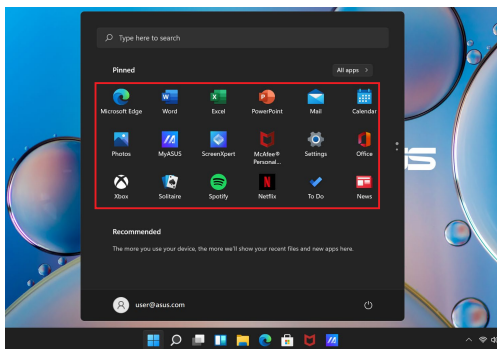 Type here to search
Pinned
All apps >
Microsoft Edge Word Excel PowerPoint Mail Calendar
Photos MyASUS ScreenXpert McAfee® Personal... Settings Office
Xbox Solitaire Spotify Netflix To Do News
Recommended
The more you use your device, the more we'll show your recent files and new apps here.
user@asus.com